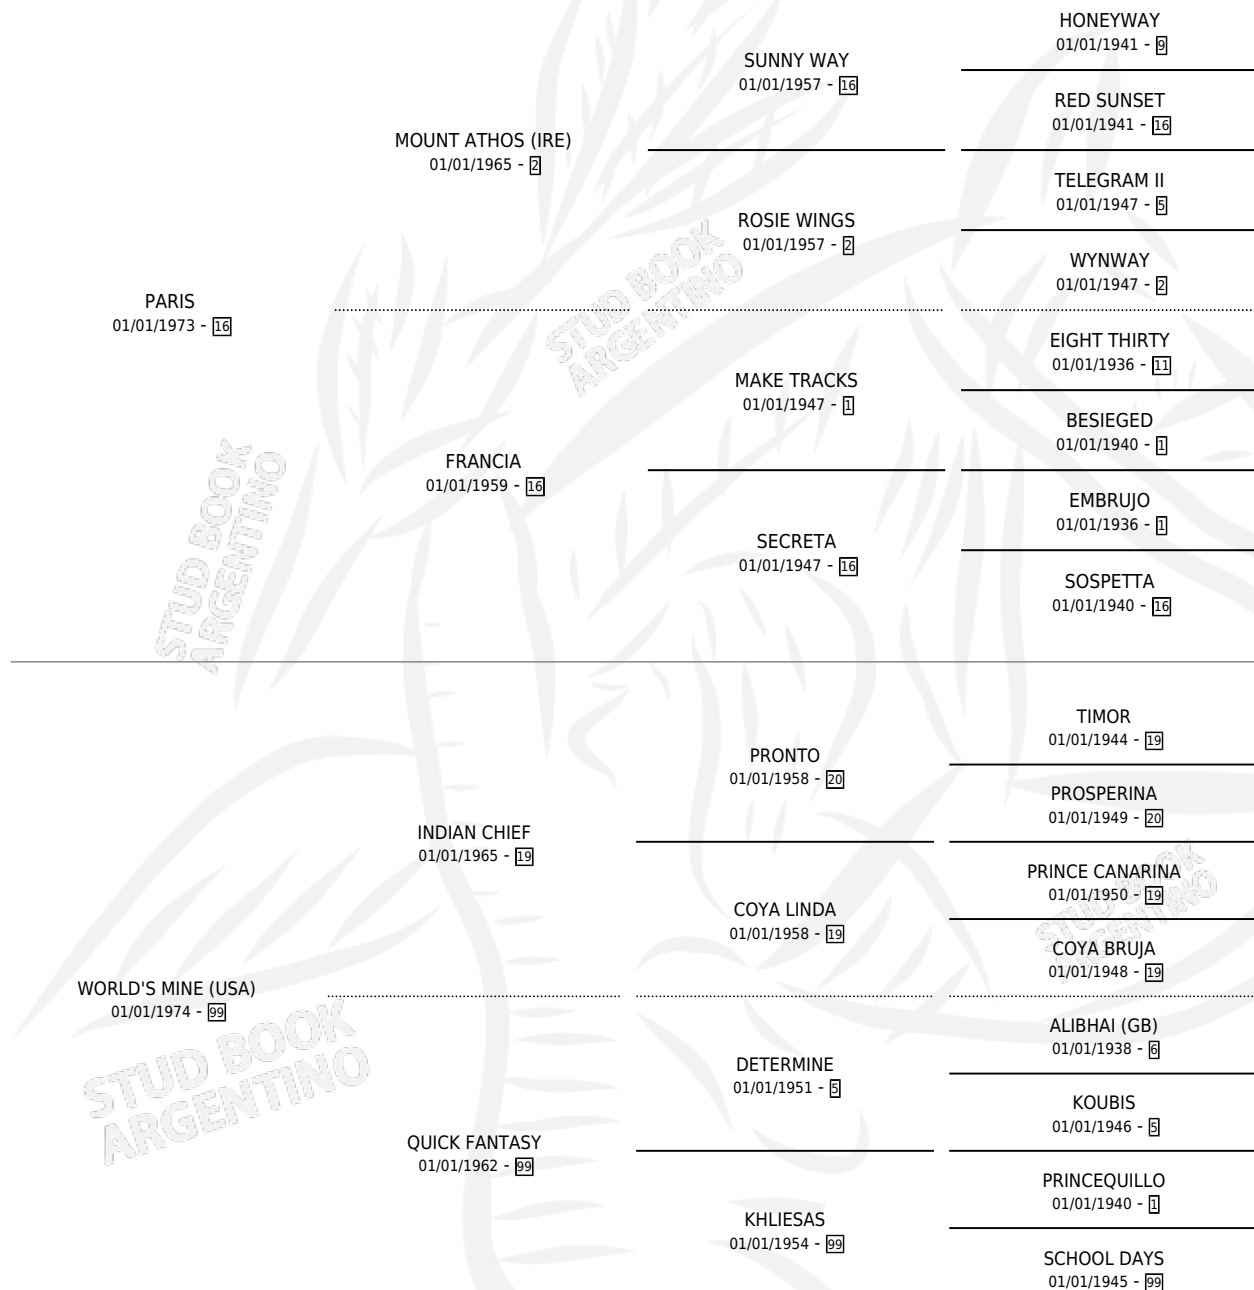 HONEYWAY
01/01/1941 - 9
SUNNY WAY
01/01/1957 - 16
RED SUNSET
01/01/1941 - 16
MOUNT ATHOS (IRE)
01/01/1965 - 2
TELEGRAM II
01/01/1947 - 5
ROSIE WINGS
01/01/1957 - 2
WYNWAY
01/01/1947 - 2
PARIS
01/01/1973 - 16
EIGHT THIRTY
01/01/1936 - 11
MAKE TRACKS
01/01/1947 - 1
BESIEGED
01/01/1940 - 1
FRANCIA
01/01/1959 - 16
EMBRUJO
01/01/1936 - 1
SECRETA
01/01/1947 - 16
SOSPETTA
01/01/1940 - 16
TIMOR
01/01/1944 - 19
PRONTO
01/01/1958 - 20
PROSPERINA
01/01/1949 - 20
INDIAN CHIEF
01/01/1965 - 19
PRINCE CANARINA
01/01/1950 - 19
COYA LINDA
01/01/1958 - 19
COYA BRUJA
01/01/1948 - 19
WORLD'S MINE (USA)
01/01/1974 - 99
ALIBHAI (GB)
01/01/1938 - 6
DETERMINE
01/01/1951 - 5
KOUBIS
01/01/1946 - 5
QUICK FANTASY
01/01/1962 - 99
PRINCEQUILLO
01/01/1940 - 1
KHLIESAS
01/01/1954 - 99
SCHOOL DAYS
01/01/1945 - 99
STUD BOOK
ARGENTINO
STUD BOOK
ARGENTINO
STUD BOOK
ARGENTINO
STUD BOOK
ARGENTINO